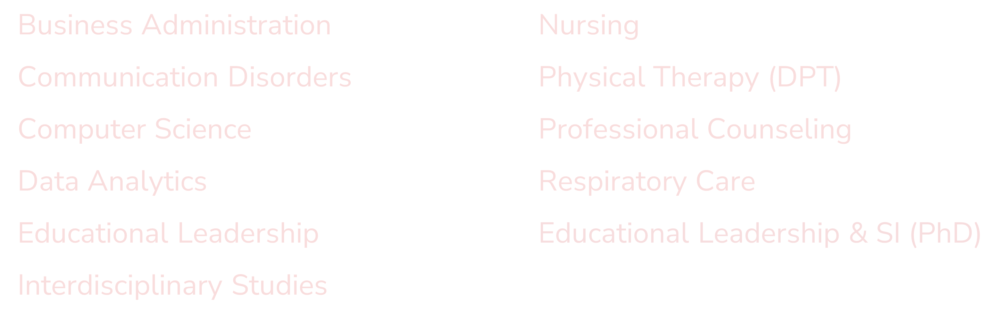 Business Administration
Communication Disorders
Computer Science
Data Analytics
Educational Leadership
Interdisciplinary Studies
Nursing
Physical Therapy (DPT)
Professional Counseling
Respiratory Care
Educational Leadership & SI (PhD)